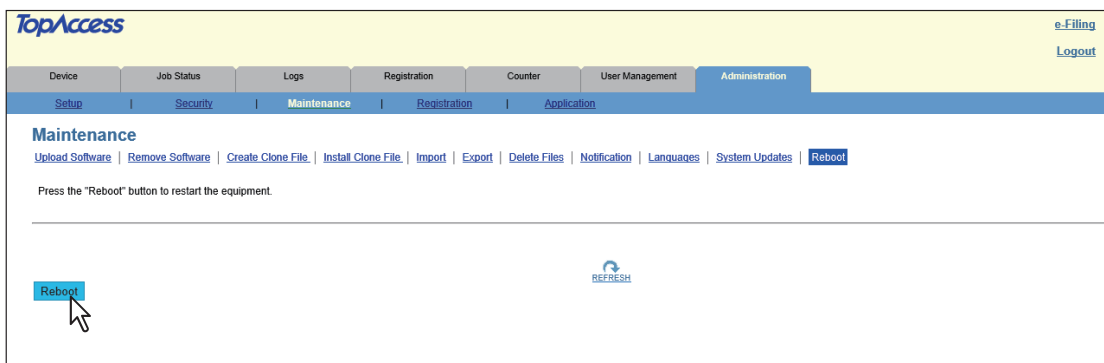 TopAccess
e-Filing
Logout
Device Job Status Logs Registration Counter User Management Administration
Setup | Security | Maintenance | Registration | Application
Maintenance
Upload Software | Remove Software | Create Clone File | Install Clone File | Import | Export | Delete Files | Notification | Languages | System Updates | Reboot
Press the "Reboot" button to restart the equipment.
REFRESH
Reboot